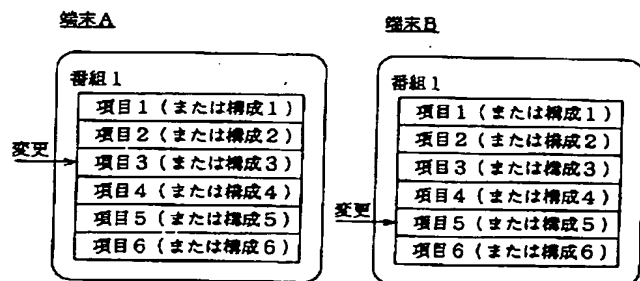 端末A
番組1
項目1(または構成1)
項目2(または構成2)
変更
項目3(または構成3)
項目4(または構成4)
項目5(または構成5)
項目6(または構成6)
端末B
番組1
項目1(または構成1)
項目2(または構成2)
項目3(または構成3)
項目4(または構成4)
変更
項目5(または構成5)
項目6(または構成6)